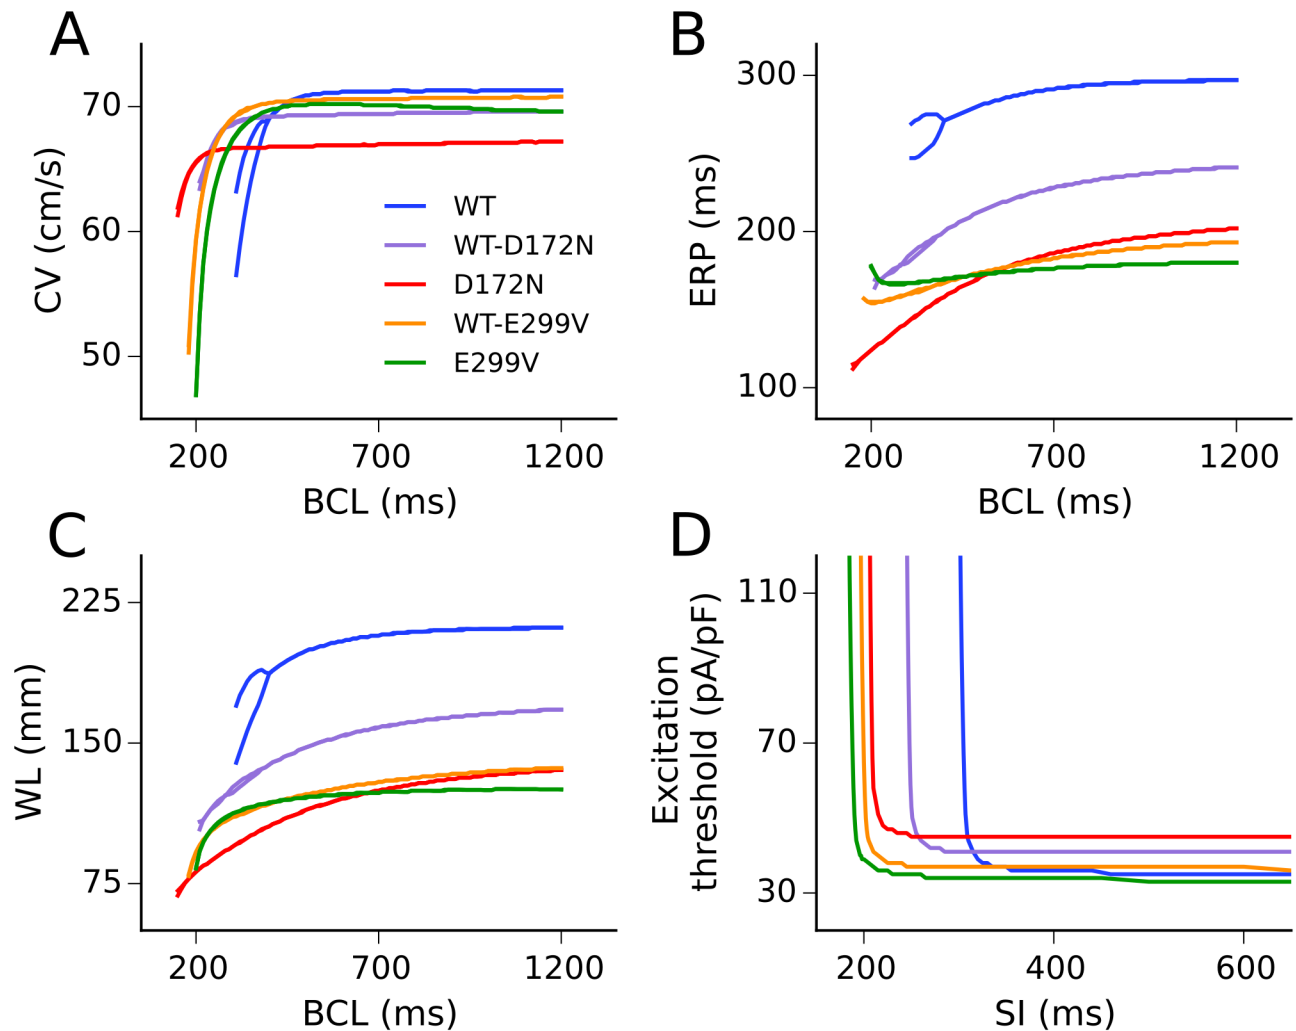 A
CV (cm/s)
70
60
50
200 700 1200
BCL (ms)
WT
WT-D172N
D172N
WT-E299V
E299V
B
ERP (ms)
300
200
100
200 700 1200
BCL (ms)
C
WL (mm)
225
150
75
200 700 1200
BCL (ms)
D
Excitation
threshold (pA/pF)
110
70
30
200 400 600
SI (ms)